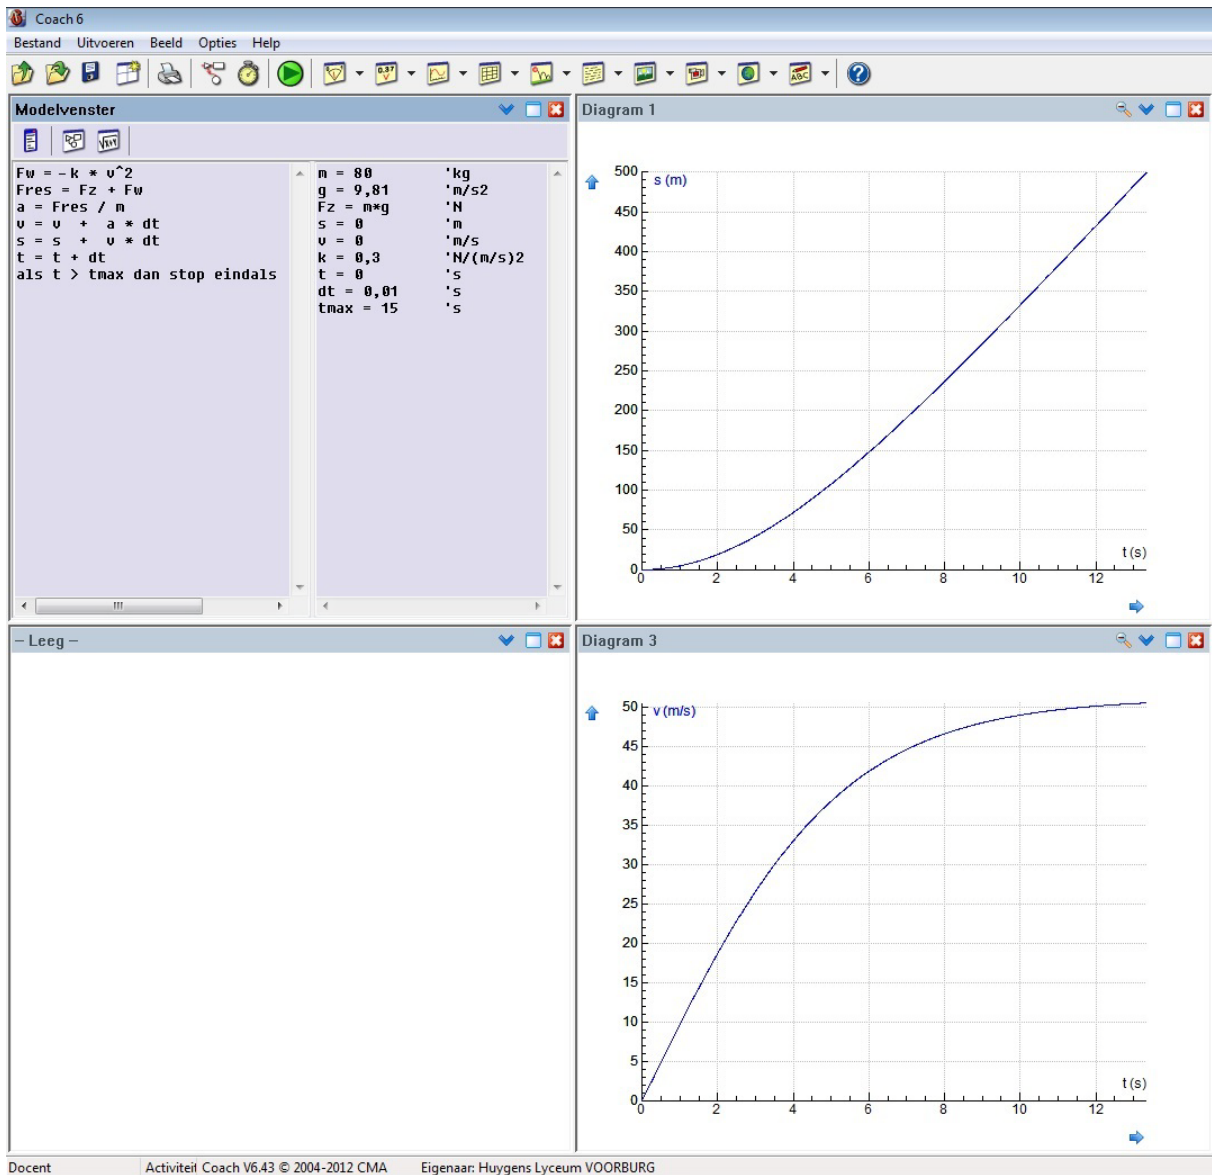 Coach 6
Bestand Uitvoeren Beeld Opties Help
0.37
ABC
?
Modelvenster
√x+y
Fw = -k * v^2
Fres = Fz + Fw
a = Fres / m
v = v + a * dt
s = s + v * dt
t = t + dt
als t > tmax dan stop eindals
m = 80 'kg
g = 9,81 'm/s2
Fz = m*g 'N
s = 0 'm
v = 0 'm/s
k = 0,3 'N/(m/s)2
t = 0 's
dt = 0,01 's
tmax = 15 's
Diagram 1
500
s (m)
450
400
350
300
250
200
150
100
50
0
t (s)
0 2 4 6 8 10 12
– Leeg –
Diagram 3
50
v (m/s)
45
40
35
30
25
20
15
10
5
0
t (s)
0 2 4 6 8 10 12
Docent Activiteit Coach V6.43 © 2004-2012 CMA Eigenaar: Huygens Lyceum VOORBURG